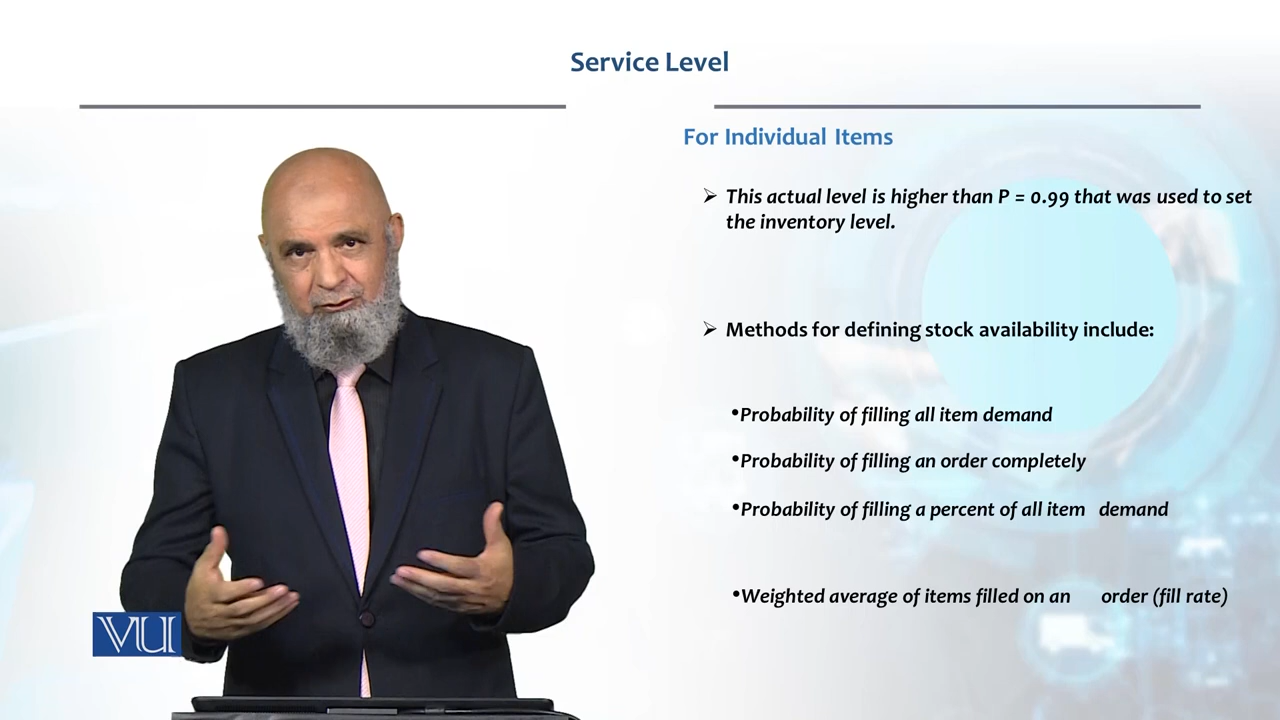 Service Level
For Individual Items
➢ This actual level is higher than P = 0.99 that was used to set
the inventory level.
➢ Methods for defining stock availability include:
•Probability of filling all item demand
•Probability of filling an order completely
•Probability of filling a percent of all item demand
•Weighted average of items filled on an order (fill rate)
VU